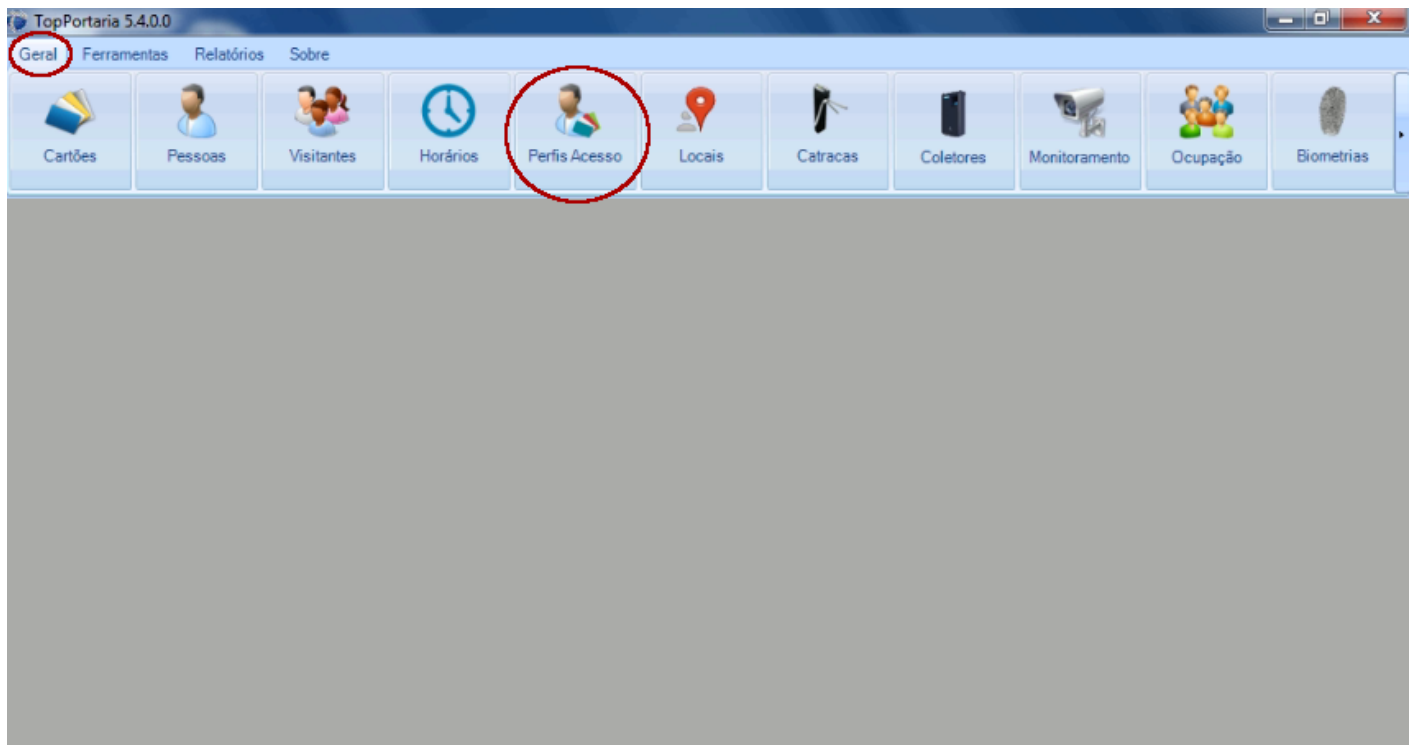 TopPortaria 5.4.0.0
Geral Ferramentas Relatórios Sobre
Cartões Pessoas Visitantes Horários Perfis Acesso Locais Catracas Coletores Monitoramento Ocupação Biometrias